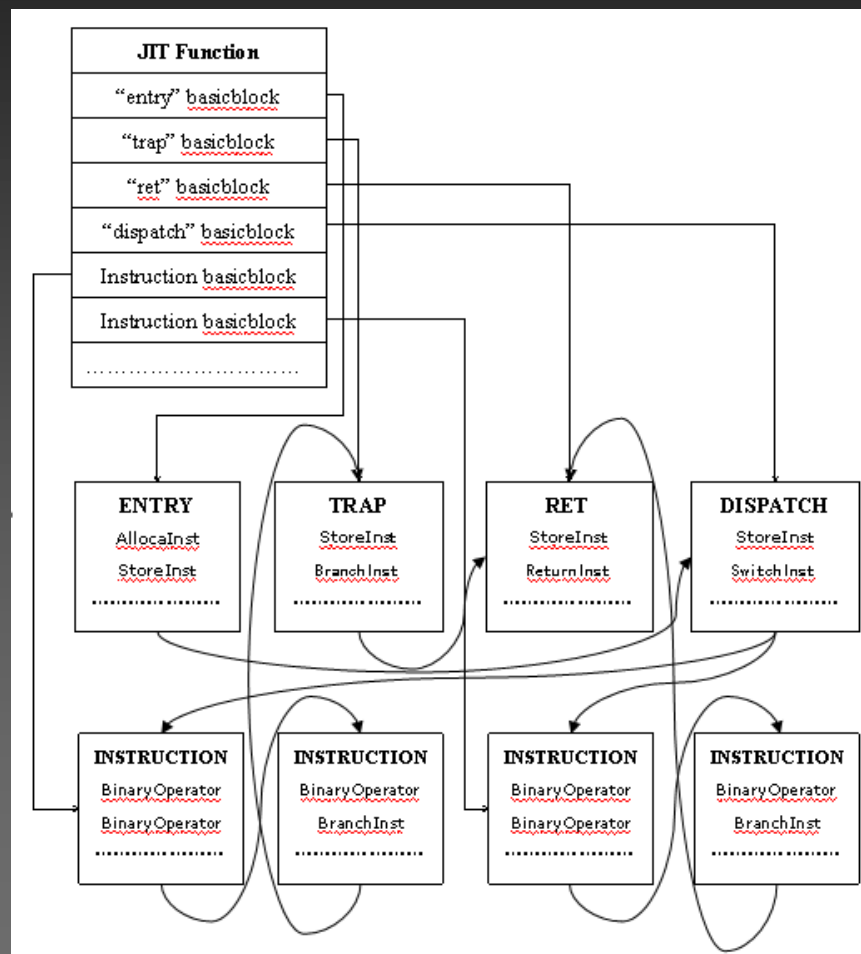 JIT Function
“entry” basicblock
“trap” basicblock
“ret” basicblock
“dispatch” basicblock
Instruction basicblock
Instruction basicblock
…………………………
ENTRY
AllocaInst
StoreInst
....................
TRAP
StoreInst
BranchInst
....................
RET
StoreInst
ReturnInst
....................
DISPATCH
StoreInst
SwitchInst
....................
INSTRUCTION
BinaryOperator
BinaryOperator
....................
INSTRUCTION
BinaryOperator
BranchInst
....................
INSTRUCTION
BinaryOperator
BinaryOperator
....................
INSTRUCTION
BinaryOperator
BranchInst
....................